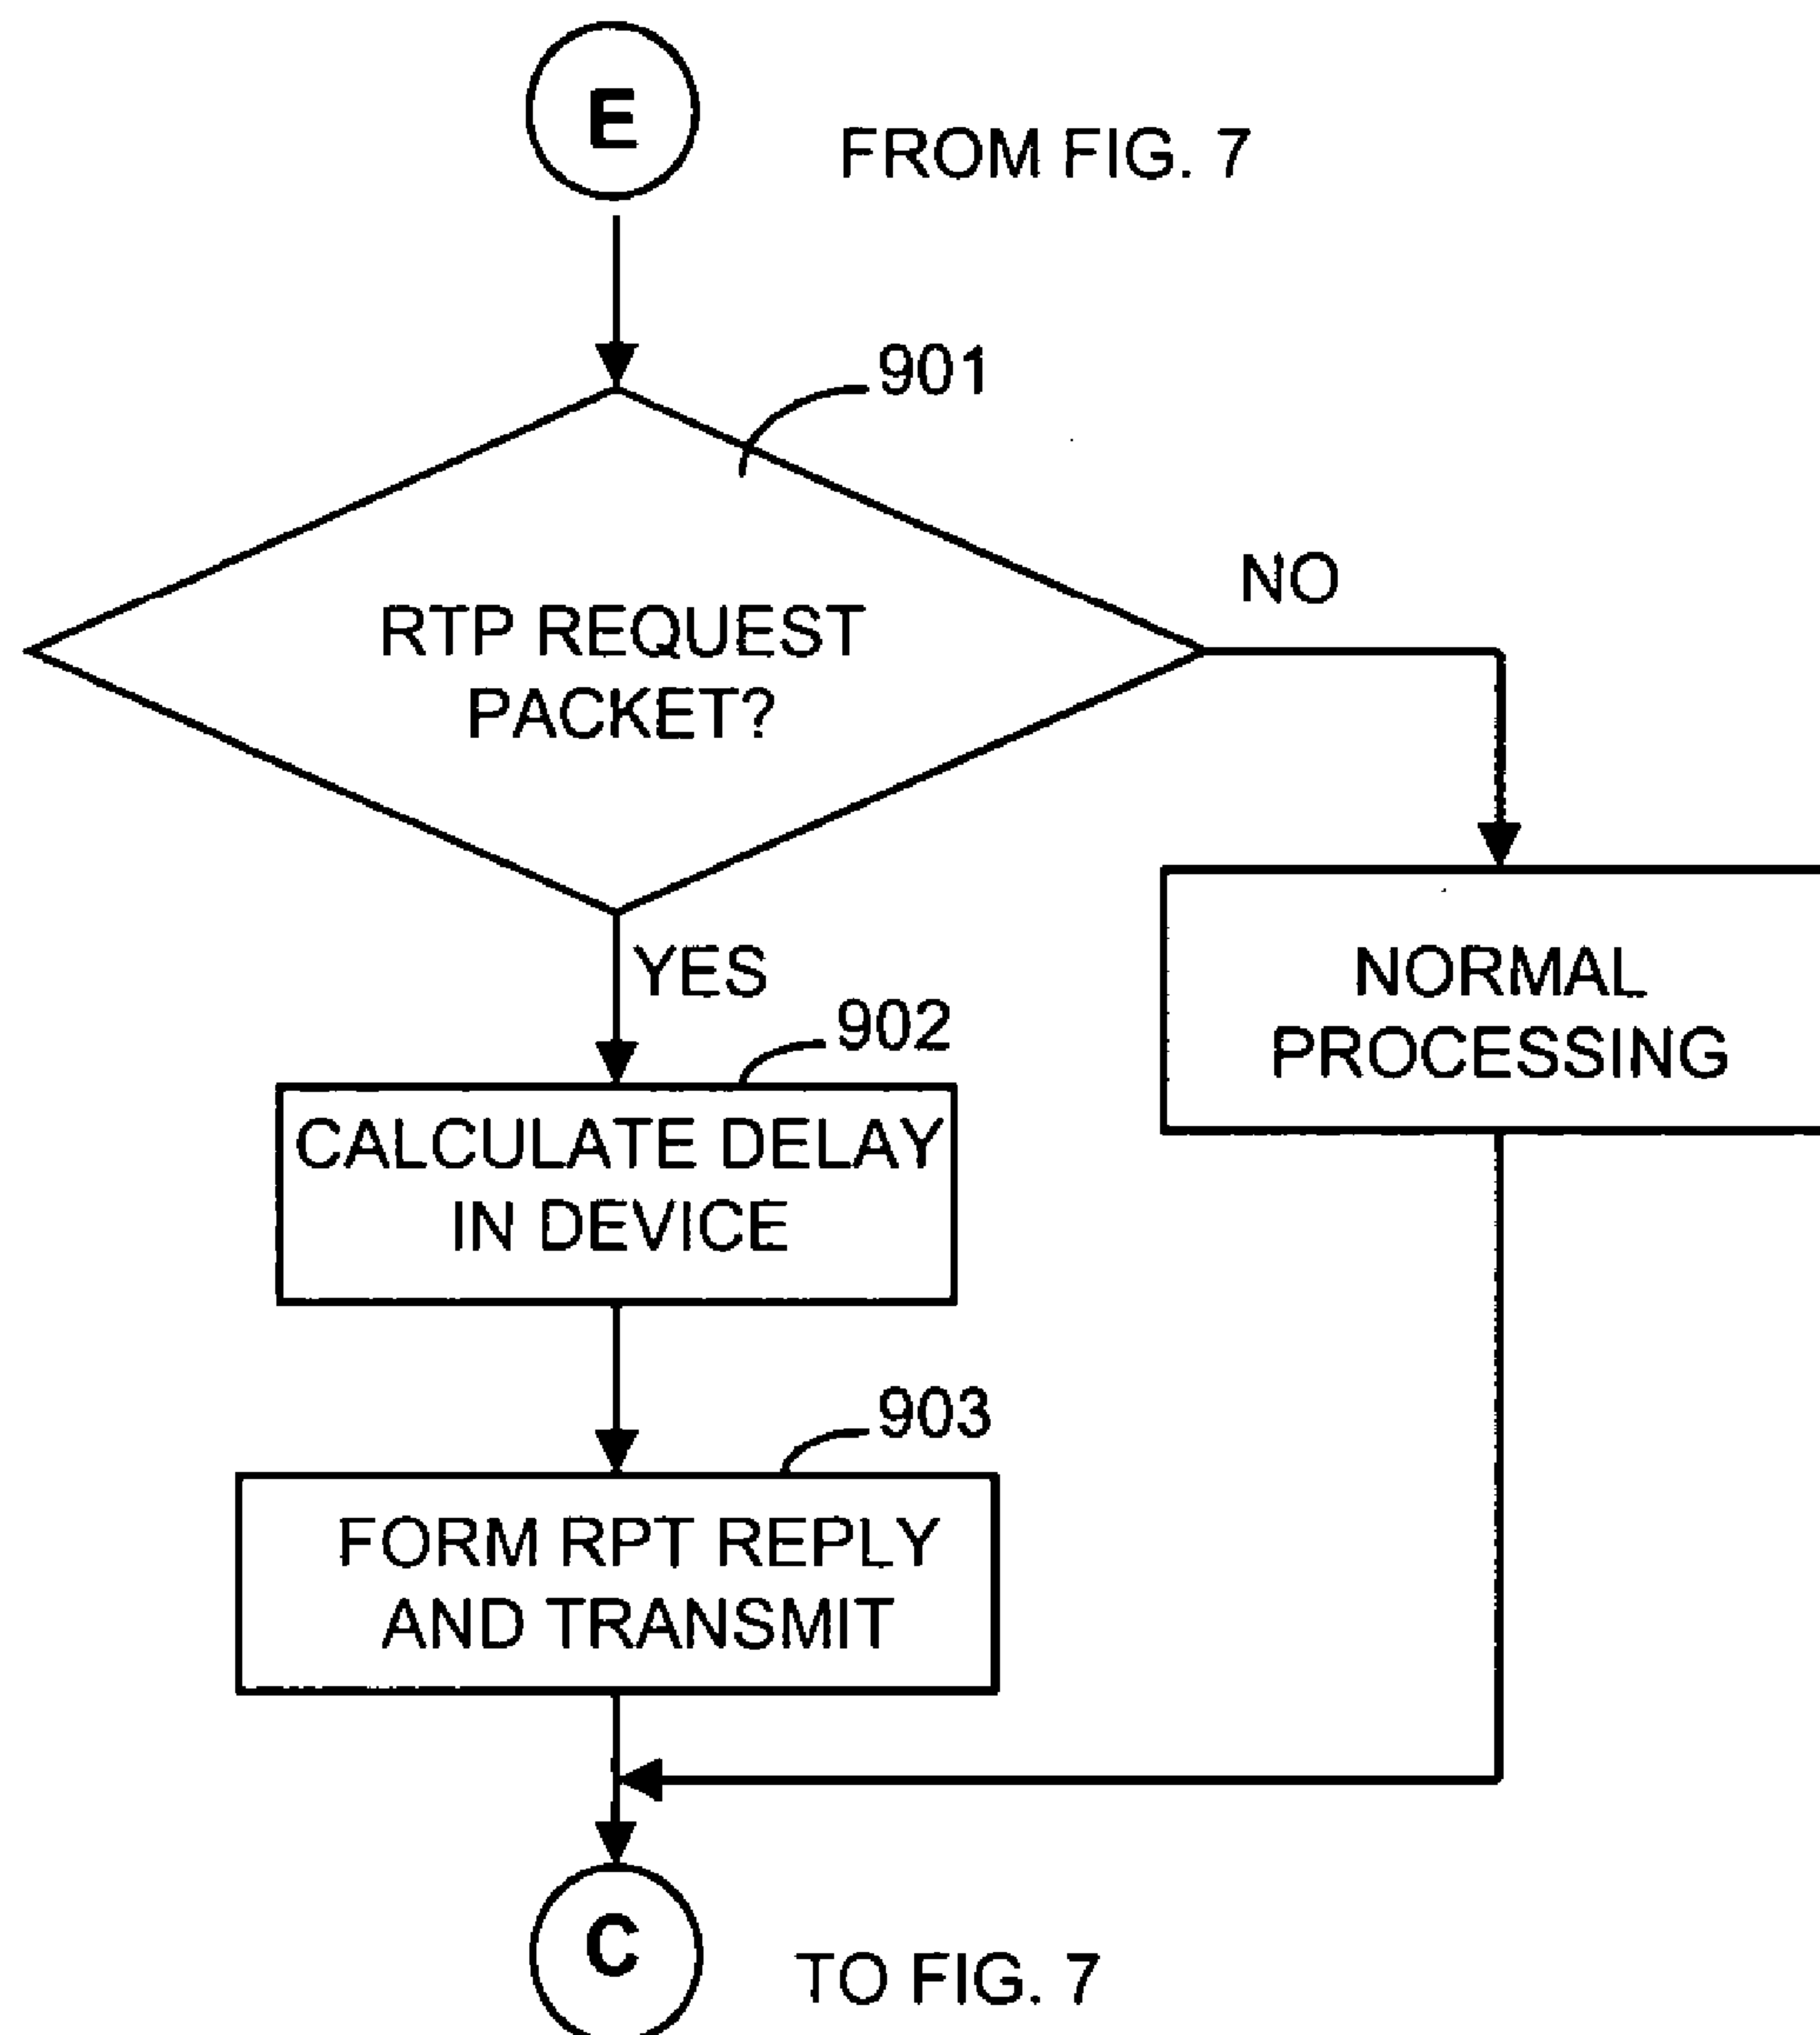 E
FROM FIG. 7
901
RTP REQUEST
PACKET?
NO
YES
NORMAL
PROCESSING
902
CALCULATE DELAY
IN DEVICE
903
FORM RPT REPLY
AND TRANSMIT
C
TO FIG. 7